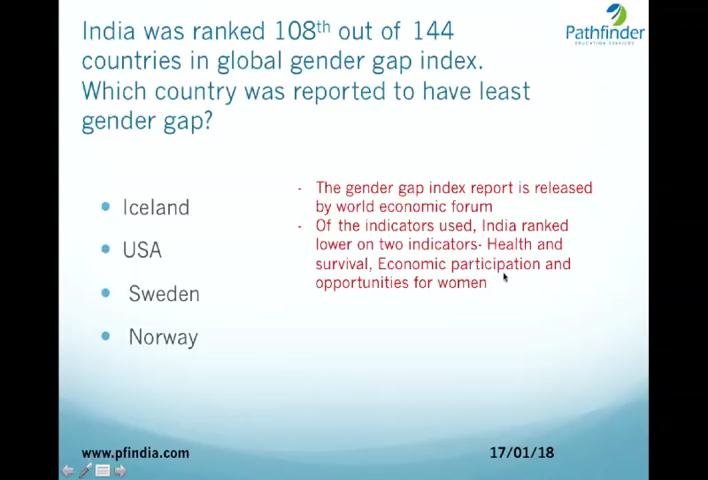 India was ranked 108th out of 144
countries in global gender gap index.
Which country was reported to have least
gender gap?
Pathfinder
EDUCATION SERVICES
• Iceland
• USA
• Sweden
• Norway
- The gender gap index report is released
by world economic forum
- Of the indicators used, India ranked
lower on two indicators- Health and
survival, Economic participation and
opportunities for women
www.pfindia.com
17/01/18